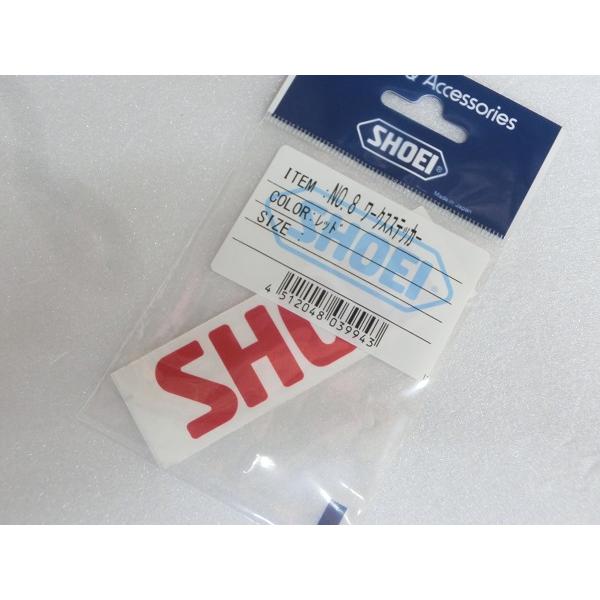 & Accessories
SHOEI
®
Made in Japan
ITEM :NO.8 ワークスステッカー
COLOR:レッド
SIZE :
SHOEI®
4 512048 039943
SHO